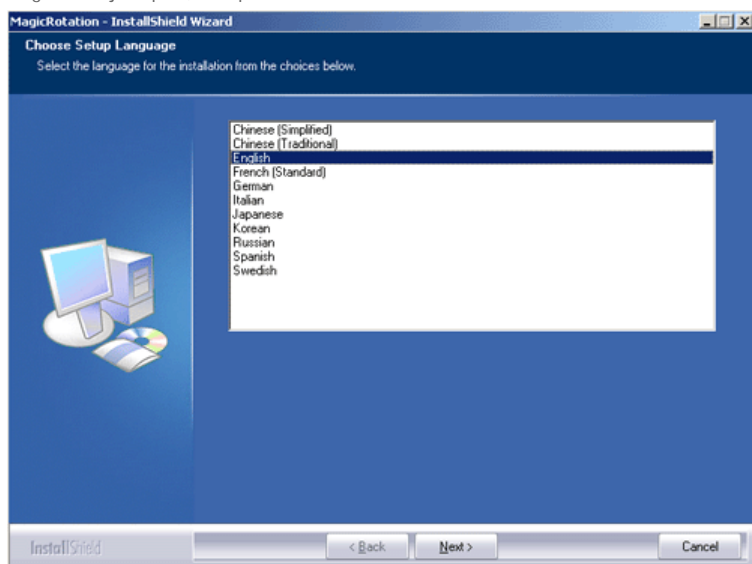 MagicRotation - InstallShield Wizard
Choose Setup Language
Select the language for the installation from the choices below.
Chinese (Simplified)
Chinese (Traditional)
English
French (Standard)
German
Italian
Japanese
Korean
Russian
Spanish
Swedish
InstallShield
< Back
Next >
Cancel